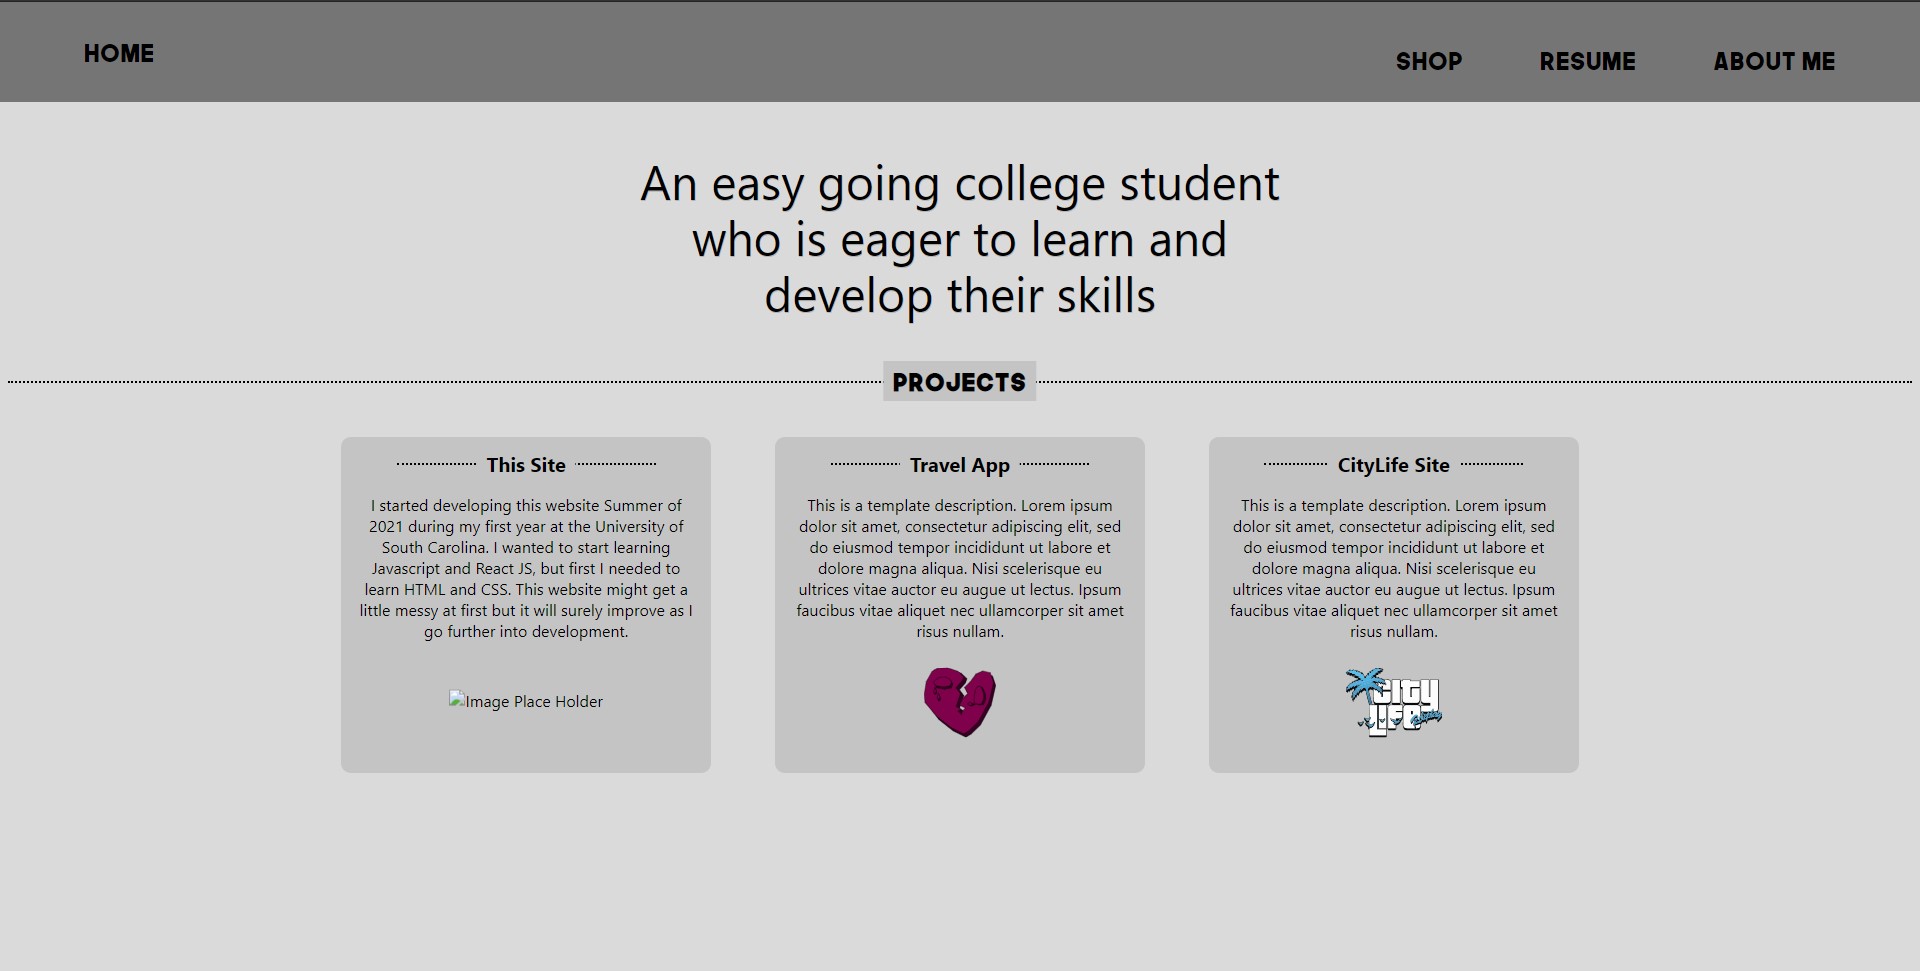 HOME
SHOP RESUME ABOUT ME
An easy going college student
who is eager to learn and
develop their skills
PROJECTS
This Site
I started developing this website Summer of
2021 during my first year at the University of
South Carolina. I wanted to start learning
Javascript and React JS, but first I needed to
learn HTML and CSS. This website might get a
little messy at first but it will surely improve as I
go further into development.
Image Place Holder
Travel App
This is a template description. Lorem ipsum
dolor sit amet, consectetur adipiscing elit, sed
do eiusmod tempor incididunt ut labore et
dolore magna aliqua. Nisi scelerisque eu
ultrices vitae auctor eu augue ut lectus. Ipsum
faucibus vitae aliquet nec ullamcorper sit amet
risus nullam.
CityLife Site
This is a template description. Lorem ipsum
dolor sit amet, consectetur adipiscing elit, sed
do eiusmod tempor incididunt ut labore et
dolore magna aliqua. Nisi scelerisque eu
ultrices vitae auctor eu augue ut lectus. Ipsum
faucibus vitae aliquet nec ullamcorper sit amet
risus nullam.
CITY
LIFE